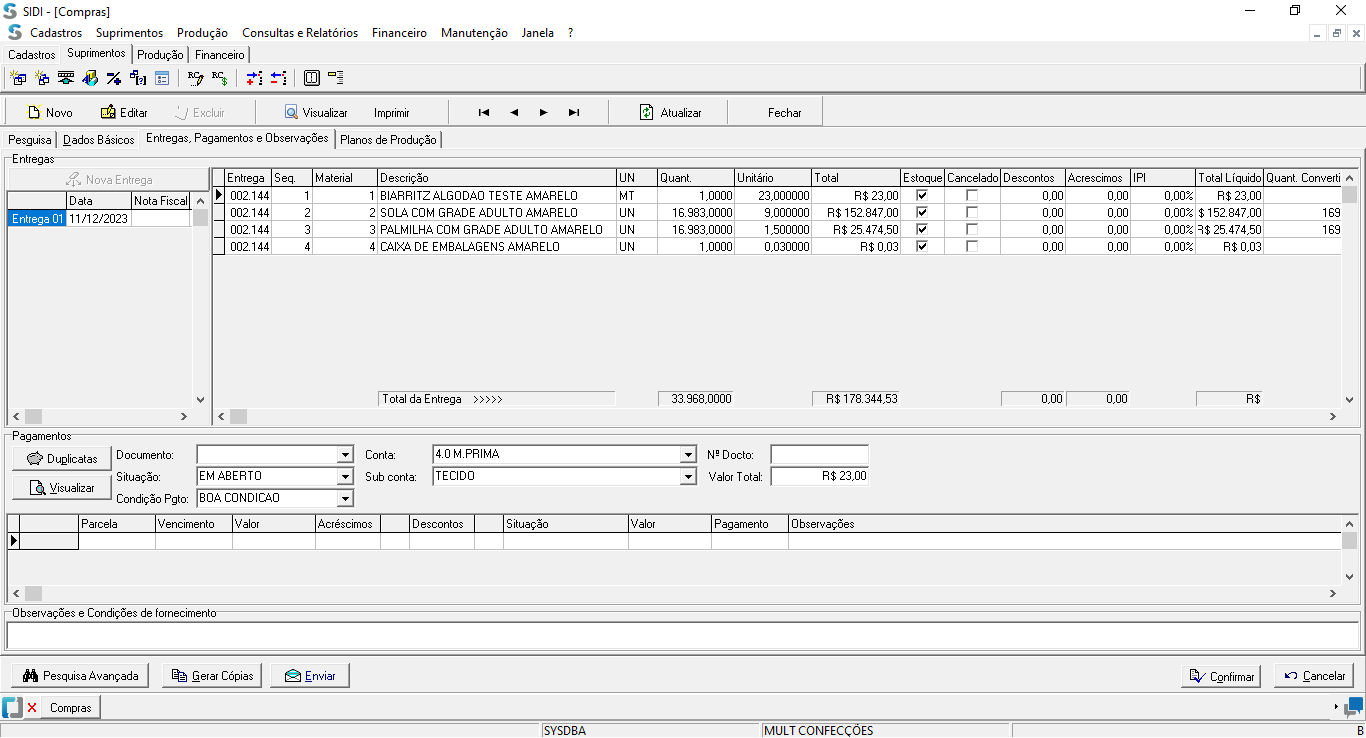 SIDI - [Compras]
Cadastros Suprimentos Produção Consultas e Relatórios Financeiro Manutenção Janela ?
Cadastros Suprimentos Produção Financeiro
Novo Editar Excluir Visualizar Imprimir Atualizar Fechar
Pesquisa Dados Básicos Entregas, Pagamentos e Observações Planos de Produção
Entregas
Nova Entrega
Data Nota Fiscal
Entrega 01 11/12/2023
Entrega Seq. Material Descrição UN Quant. Unitário Total Estoque Cancelado Descontos Acrescimos IPI Total Líquido Quant. Converti
002.144 1 1 BIARRITZ ALGODAO TESTE AMARELO MT 1,0000 23,000000 R$ 23,00 0,00 0,00 0,00% R$ 23,00
002.144 2 2 SOLA COM GRADE ADULTO AMARELO UN 16.983,0000 9,000000 R$ 152.847,00 0,00 0,00 0,00% $ 152.847,00 169
002.144 3 3 PALMILHA COM GRADE ADULTO AMARELO UN 16.983,0000 1,500000 R$ 25.474,50 0,00 0,00 0,00% R$ 25.474,50 169
002.144 4 4 CAIXA DE EMBALAGENS AMARELO UN 1,0000 0,030000 R$ 0,03 0,00 0,00 0,00% R$ 0,03
Total da Entrega >>>>> 33.968,0000 R$ 178.344,53 0,00 0,00 R$
Pagamentos
Duplicatas Documento: Conta: 4.0 M.PRIMA Nº Docto:
Visualizar Situação: EM ABERTO Sub conta: TECIDO Valor Total: R$ 23,00
Condição Pgto: BOA CONDICAO
Parcela Vencimento Valor Acréscimos Descontos Situação Valor Pagamento Observações
Observações e Condições de fornecimento
Pesquisa Avançada Gerar Cópias Enviar Confirmar Cancelar
Compras
SYSDBA MULT CONFECÇÕES B